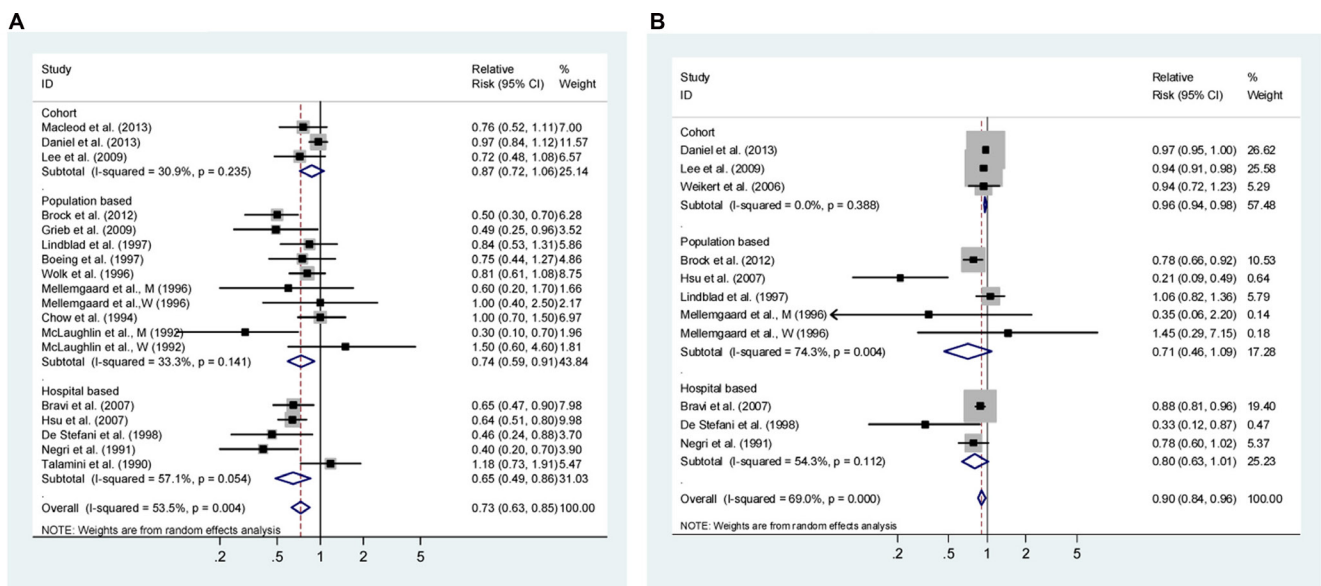 A
Study Relative %
ID Risk (95% CI) Weight
Cohort
Macleod et al. (2013) 0.76 (0.52, 1.11) 7.00
Daniel et al. (2013) 0.97 (0.84, 1.12) 11.57
Lee et al. (2009) 0.72 (0.48, 1.08) 6.57
Subtotal (I-squared = 30.9%, p = 0.235) 0.87 (0.72, 1.06) 25.14
.
Population based
Brock et al. (2012) 0.50 (0.30, 0.70) 6.28
Grieb et al. (2009) 0.49 (0.25, 0.96) 3.52
Lindblad et al. (1997) 0.84 (0.53, 1.31) 5.86
Boeing et al. (1997) 0.75 (0.44, 1.27) 4.86
Wolk et al. (1996) 0.81 (0.61, 1.08) 8.75
Mellemgaard et al., M (1996) 0.60 (0.20, 1.70) 1.66
Mellemgaard et al.,W (1996) 1.00 (0.40, 2.50) 2.17
Chow et al. (1994) 1.00 (0.70, 1.50) 6.97
McLaughlin et al., M (1992) 0.30 (0.10, 0.70) 1.96
McLaughlin et al., W (1992) 1.50 (0.60, 4.60) 1.81
Subtotal (I-squared = 33.3%, p = 0.141) 0.74 (0.59, 0.91) 43.84
.
Hospital based
Bravi et al. (2007) 0.65 (0.47, 0.90) 7.98
Hsu et al. (2007) 0.64 (0.51, 0.80) 9.98
De Stefani et al. (1998) 0.46 (0.24, 0.88) 3.70
Negri et al. (1991) 0.40 (0.20, 0.70) 3.90
Talamini et al. (1990) 1.18 (0.73, 1.91) 5.47
Subtotal (I-squared = 57.1%, p = 0.054) 0.65 (0.49, 0.86) 31.03
.
Overall (I-squared = 53.5%, p = 0.004) 0.73 (0.63, 0.85) 100.00
NOTE: Weights are from random effects analysis
.2 .5 1 2 5
B
Study Relative %
ID Risk (95% CI) Weight
Cohort
Daniel et al. (2013) 0.97 (0.95, 1.00) 26.62
Lee et al. (2009) 0.94 (0.91, 0.98) 25.58
Weikert et al. (2006) 0.94 (0.72, 1.23) 5.29
Subtotal (I-squared = 0.0%, p = 0.388) 0.96 (0.94, 0.98) 57.48
.
Population based
Brock et al. (2012) 0.78 (0.66, 0.92) 10.53
Hsu et al. (2007) 0.21 (0.09, 0.49) 0.64
Lindblad et al. (1997) 1.06 (0.82, 1.36) 5.79
Mellemgaard et al., M (1996) 0.35 (0.06, 2.20) 0.14
Mellemgaard et al., W (1996) 1.45 (0.29, 7.15) 0.18
Subtotal (I-squared = 74.3%, p = 0.004) 0.71 (0.46, 1.09) 17.28
.
Hospital based
Bravi et al. (2007) 0.88 (0.81, 0.96) 19.40
De Stefani et al. (1998) 0.33 (0.12, 0.87) 0.47
Negri et al. (1991) 0.78 (0.60, 1.02) 5.37
Subtotal (I-squared = 54.3%, p = 0.112) 0.80 (0.63, 1.01) 25.23
.
Overall (I-squared = 69.0%, p = 0.000) 0.90 (0.84, 0.96) 100.00
NOTE: Weights are from random effects analysis
.2 .5 1 2 5